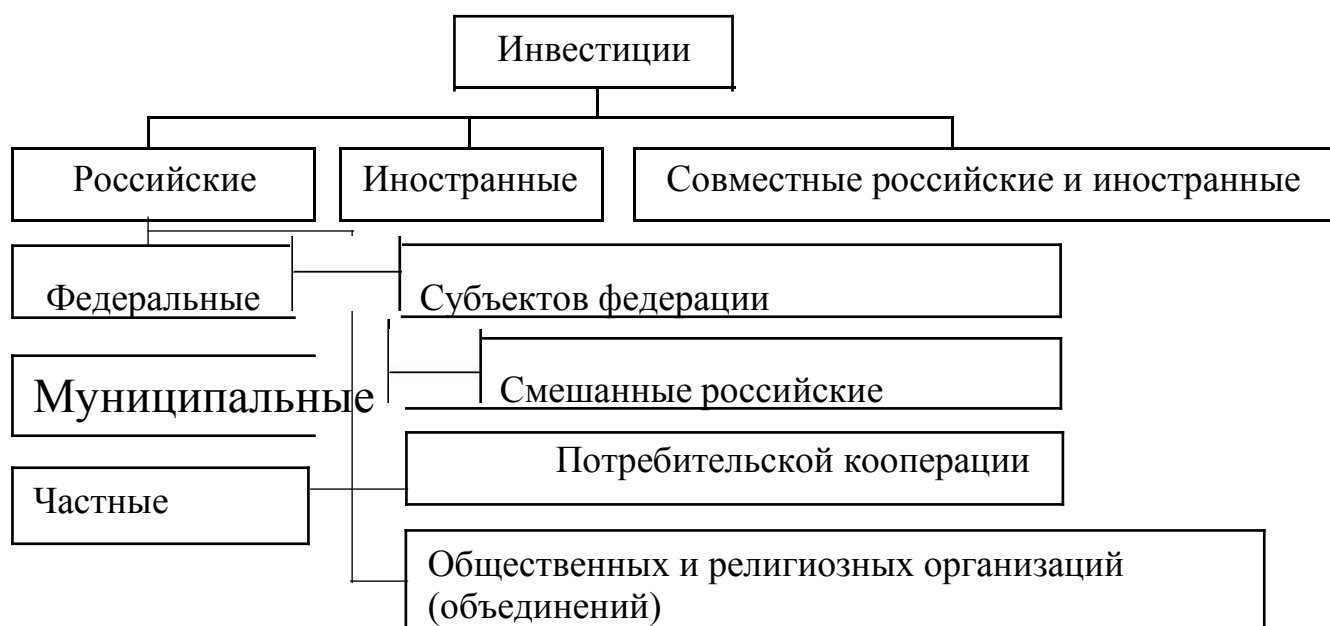 Инвестиции
Российские
Иностранные
Совместные российские и иностранные
Федеральные
Субъектов федерации
Муниципальные
Смешанные российские
Частные
Потребительской кооперации
Общественных и религиозных организаций
(объединений)